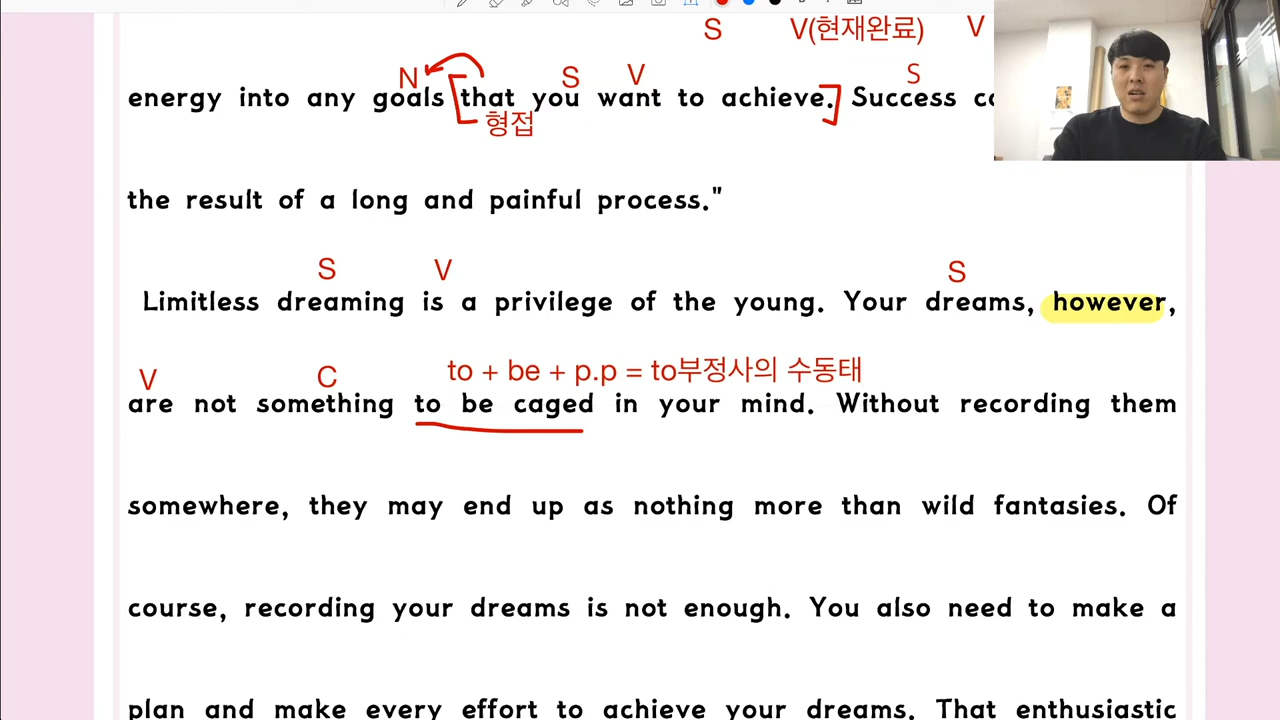 S V(현재완료) V
N S V S
energy into any goals that you want to achieve. Success
형접
the result of a long and painful process."
S V S
Limitless dreaming is a privilege of the young. Your dreams, however,
V C to + be + p.p = to부정사의 수동태
are not something to be caged in your mind. Without recording them
somewhere, they may end up as nothing more than wild fantasies. Of
course, recording your dreams is not enough. You also need to make a
plan and make every effort to achieve your dreams. That enthusiastic